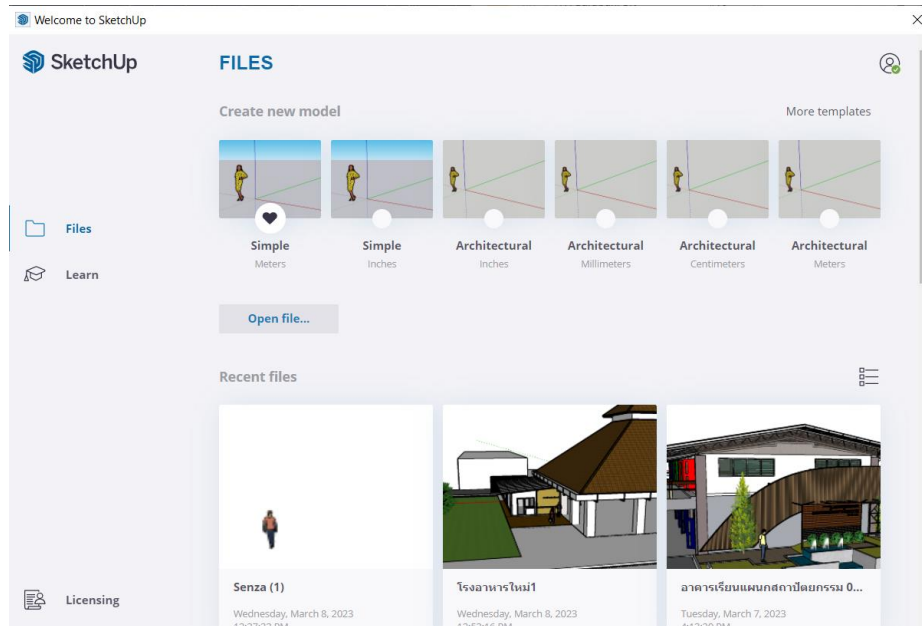 Welcome to SketchUp
SketchUp
FILES
Create new model
More templates
Simple
Meters
Simple
Inches
Architectural
Inches
Architectural
Millimeters
Architectural
Centimeters
Architectural
Meters
Files
Learn
Open file...
Recent files
Senza (1)
Wednesday, March 8, 2023
โรงอาหารใหม่1
Wednesday, March 8, 2023
อาคารเรียนแผนกสถาปัตยกรรม 0...
Tuesday, March 7, 2023
Licensing